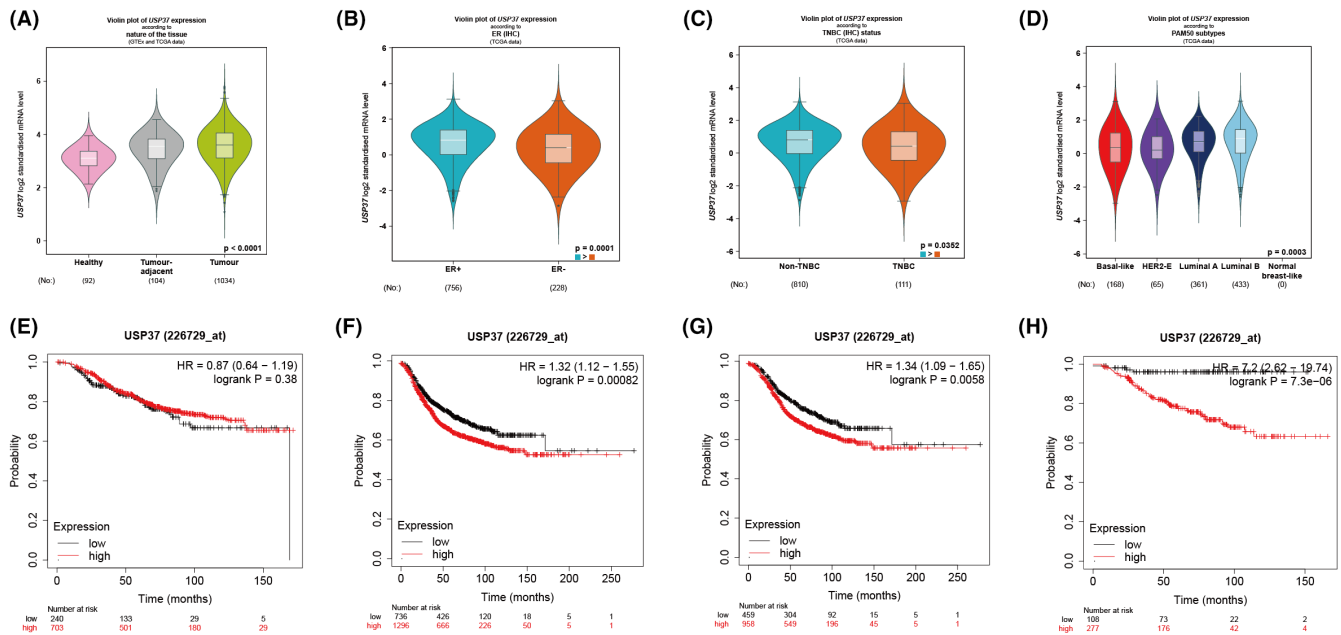 (A)
Violin plot of USP37 expression
according to
nature of the tissue
(GTEx and TCGA data)
USP37 log2 standardised mRNA level
6
4
2
0
p < 0.0001
Healthy
Tumour-
adjacent
Tumour
(No:)
(92)
(104)
(1034)
(B)
Violin plot of USP37 expression
according to
ER (IHC)
(TCGA data)
USP37 log2 standardised mRNA level
6
4
2
0
-2
-4
p = 0.0001
>
ER+
ER-
(No:)
(756)
(228)
(C)
Violin plot of USP37 expression
according to
TNBC (IHC) status
(TCGA data)
USP37 log2 standardised mRNA level
6
4
2
0
-2
-4
-6
p = 0.0352
>
Non-TNBC
TNBC
(No:)
(810)
(111)
(D)
Violin plot of USP37 expression
according to
PAM50 subtypes
(TCGA data)
USP37 log2 standardised mRNA level
6
4
2
0
-2
-4
-6
p = 0.0003
Basal-like
HER2-E
Luminal A
Luminal B
Normal
breast-like
(No:)
(168)
(65)
(361)
(433)
(0)
(E)
USP37 (226729_at)
HR = 0.87 (0.64 − 1.19)
logrank P = 0.38
Probability
1.0
0.8
0.6
0.4
0.2
0.0
Expression
low
high
0
50
100
150
Time (months)
Number at risk
low 240 133 29 5
high 703 501 180 29
(F)
USP37 (226729_at)
HR = 1.32 (1.12 − 1.55)
logrank P = 0.00082
Probability
1.0
0.8
0.6
0.4
0.2
0.0
Expression
low
high
0
50
100
150
200
250
Time (months)
Number at risk
low 736 426 120 18 5 1
high 1296 666 226 50 5 1
(G)
USP37 (226729_at)
HR = 1.34 (1.09 − 1.65)
logrank P = 0.0058
Probability
1.0
0.8
0.6
0.4
0.2
0.0
Expression
low
high
0
50
100
150
200
250
Time (months)
Number at risk
low 459 304 92 15 5 1
high 958 549 196 45 5 1
(H)
USP37 (226729_at)
HR = 7.2 (2.62 − 19.74)
logrank P = 7.3e−06
Probability
1.0
0.8
0.6
0.4
0.2
0.0
Expression
low
high
0
50
100
150
Time (months)
Number at risk
low 108 73 22 2
high 277 176 42 4